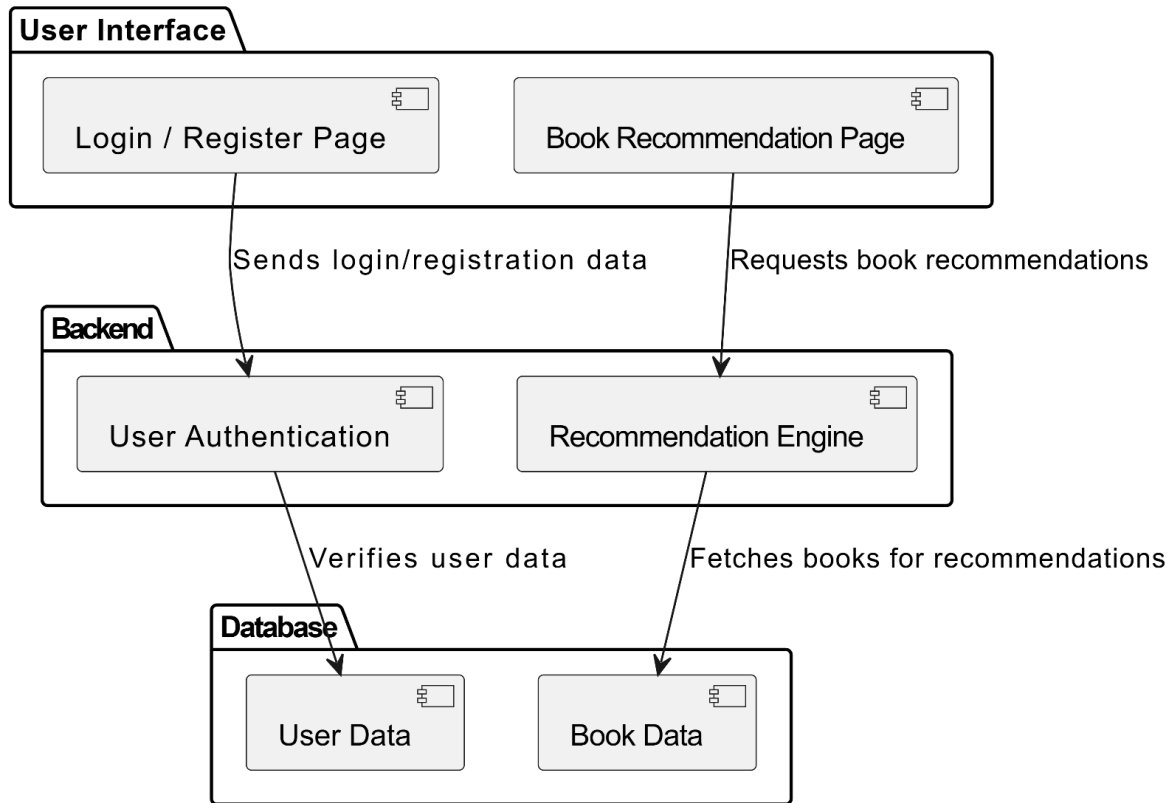 User Interface
Login / Register Page
Book Recommendation Page
Sends login/registration data
Requests book recommendations
Backend
User Authentication
Recommendation Engine
Verifies user data
Fetches books for recommendations
Database
User Data
Book Data